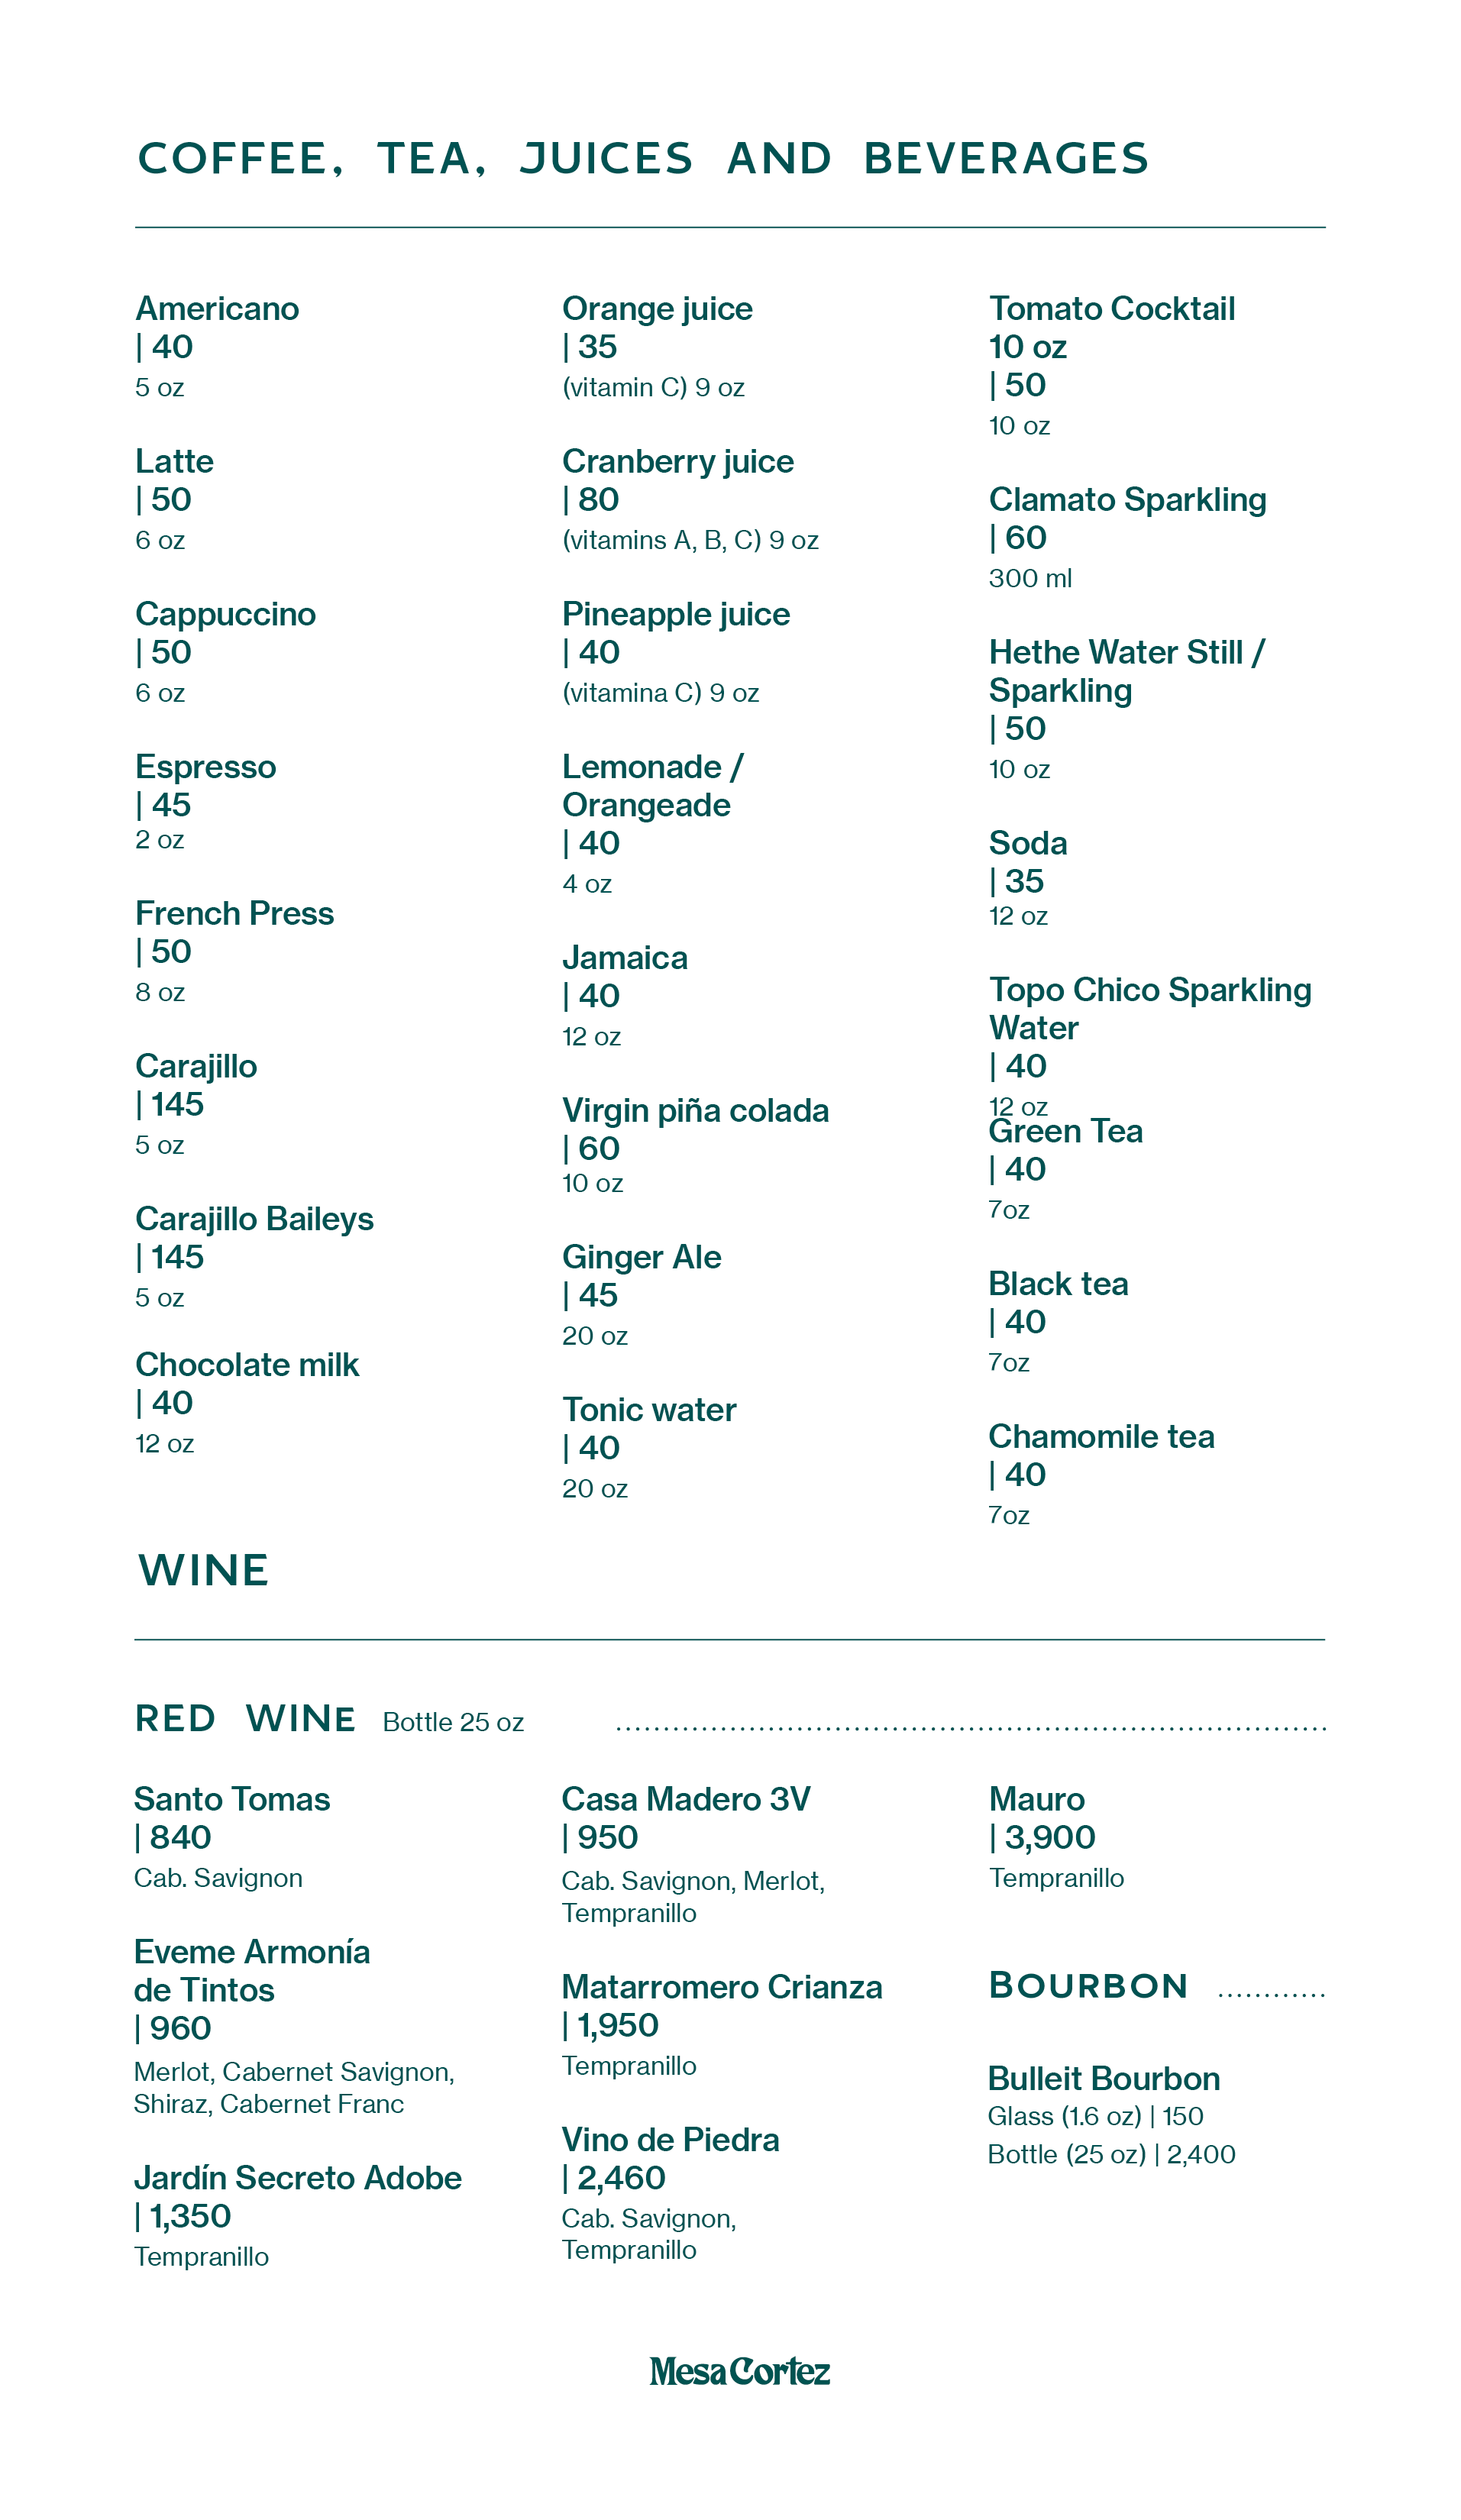 COFFEE, TEA, JUICES AND BEVERAGES
Americano
| 40
5 oz
Latte
| 50
6 oz
Cappuccino
| 50
6 oz
Espresso
| 45
2 oz
French Press
| 50
8 oz
Carajillo
| 145
5 oz
Carajillo Baileys
| 145
5 oz
Chocolate milk
| 40
12 oz
Orange juice
| 35
(vitamin C) 9 oz
Cranberry juice
| 80
(vitamins A, B, C) 9 oz
Pineapple juice
| 40
(vitamina C) 9 oz
Lemonade /
Orangeade
| 40
4 oz
Jamaica
| 40
12 oz
Virgin piña colada
| 60
10 oz
Ginger Ale
| 45
20 oz
Tonic water
| 40
20 oz
Tomato Cocktail
10 oz
| 50
10 oz
Clamato Sparkling
| 60
300 ml
Hethe Water Still /
Sparkling
| 50
10 oz
Soda
| 35
12 oz
Topo Chico Sparkling
Water
| 40
12 oz
Green Tea
| 40
7oz
Black tea
| 40
7oz
Chamomile tea
| 40
7oz
WINE
RED WINE Bottle 25 oz
Santo Tomas
| 840
Cab. Savignon
Eveme Armonía
de Tintos
| 960
Merlot, Cabernet Savignon,
Shiraz, Cabernet Franc
Jardín Secreto Adobe
| 1,350
Tempranillo
Casa Madero 3V
| 950
Cab. Savignon, Merlot,
Tempranillo
Matarromero Crianza
| 1,950
Tempranillo
Vino de Piedra
| 2,460
Cab. Savignon,
Tempranillo
Mauro
| 3,900
Tempranillo
BOURBON
Bulleit Bourbon
Glass (1.6 oz) | 150
Bottle (25 oz) | 2,400
Mesa Cortez